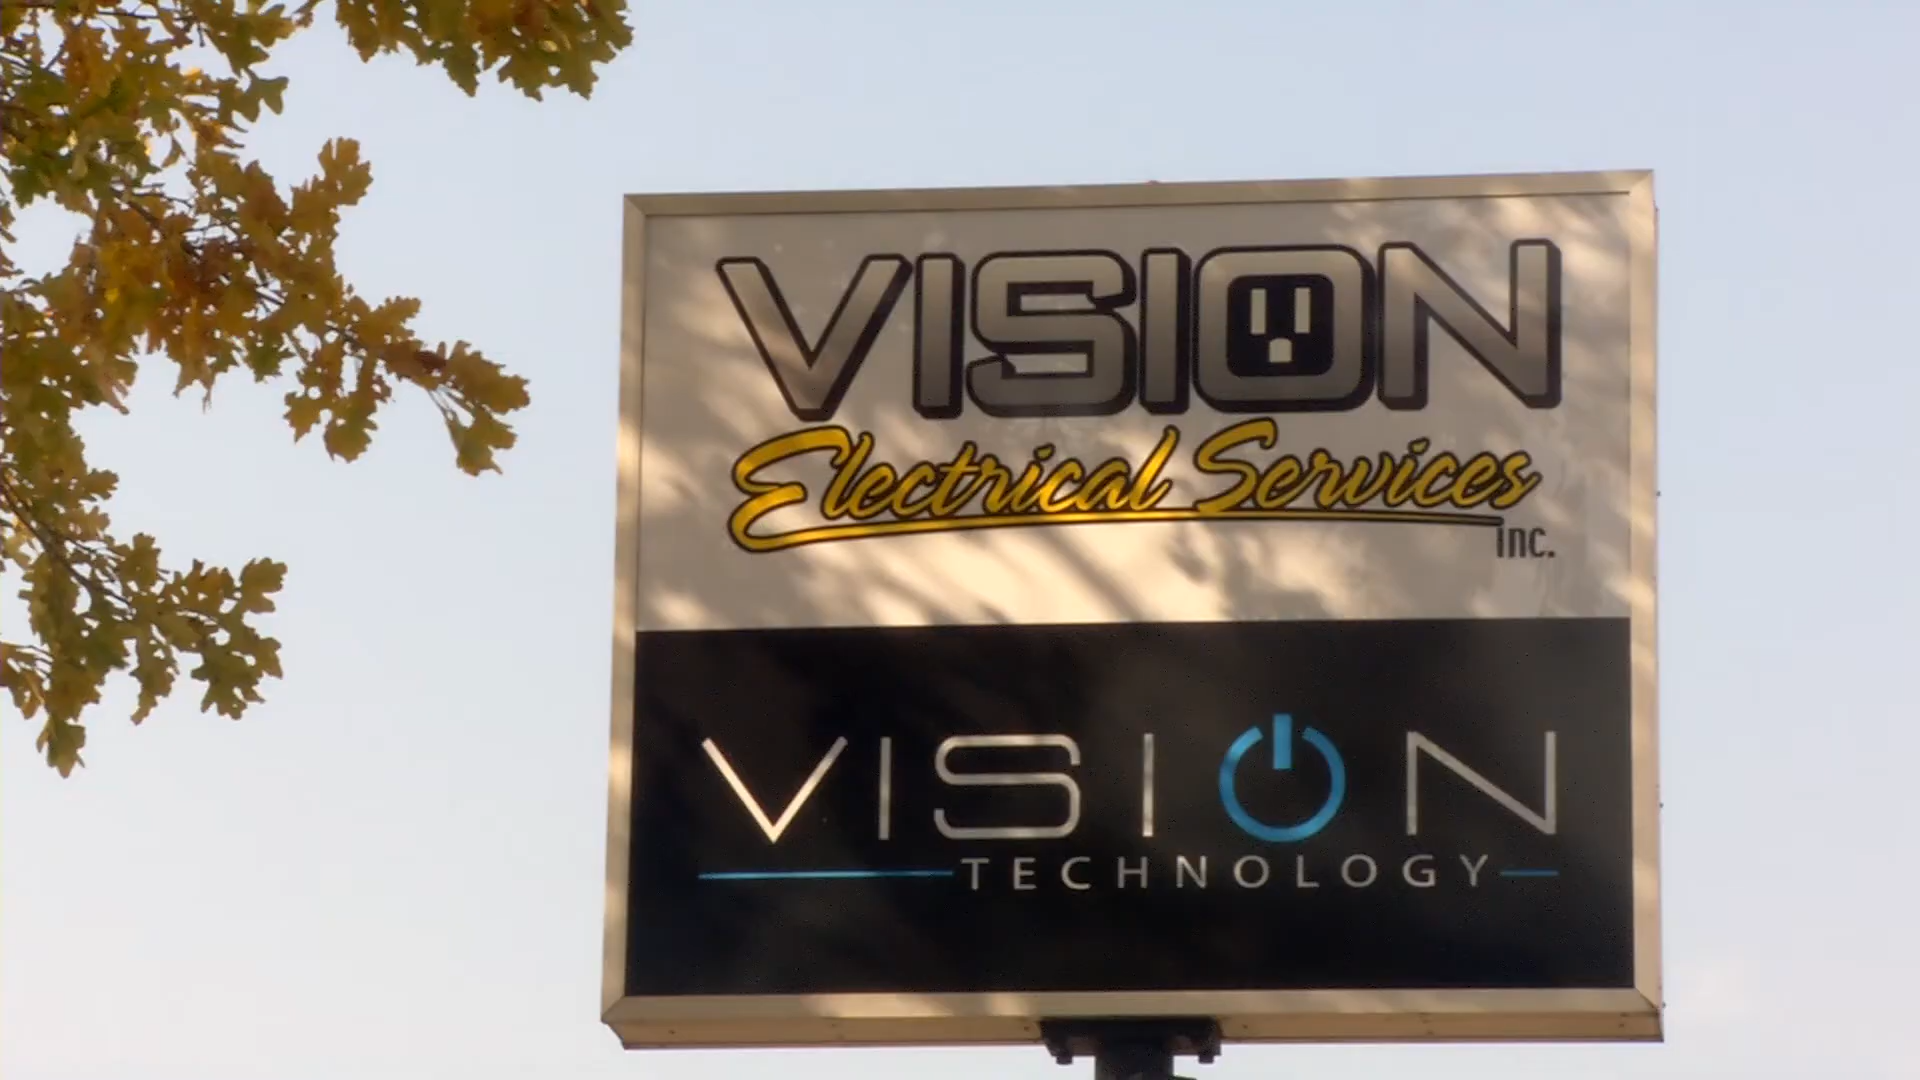 VISION
Electrical Services
inc.
VISION
TECHNOLOGY